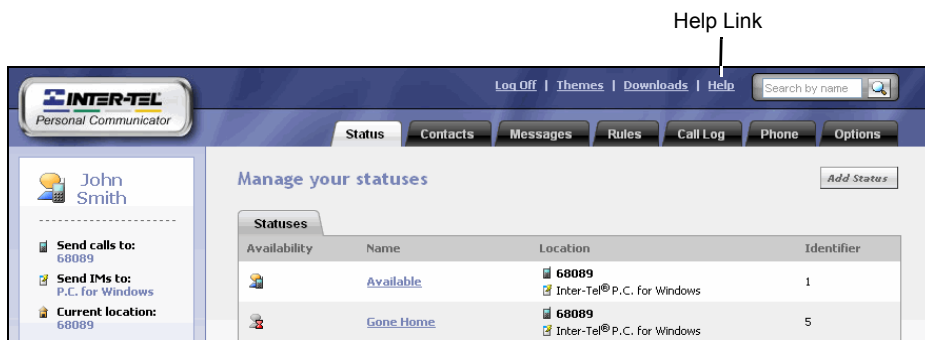 Help Link
INTER-TEL
Personal Communicator
Log Off | Themes | Downloads | Help
Search by name
Status Contacts Messages Rules Call Log Phone Options
John
Smith
Send calls to:
68089
Send IMs to:
P.C. for Windows
Current location:
68089
Manage your statuses
Add Status
Statuses
Availability Name Location Identifier
Available 68089 1
Inter-Tel® P.C. for Windows
Gone Home 68089 5
Inter-Tel® P.C. for Windows